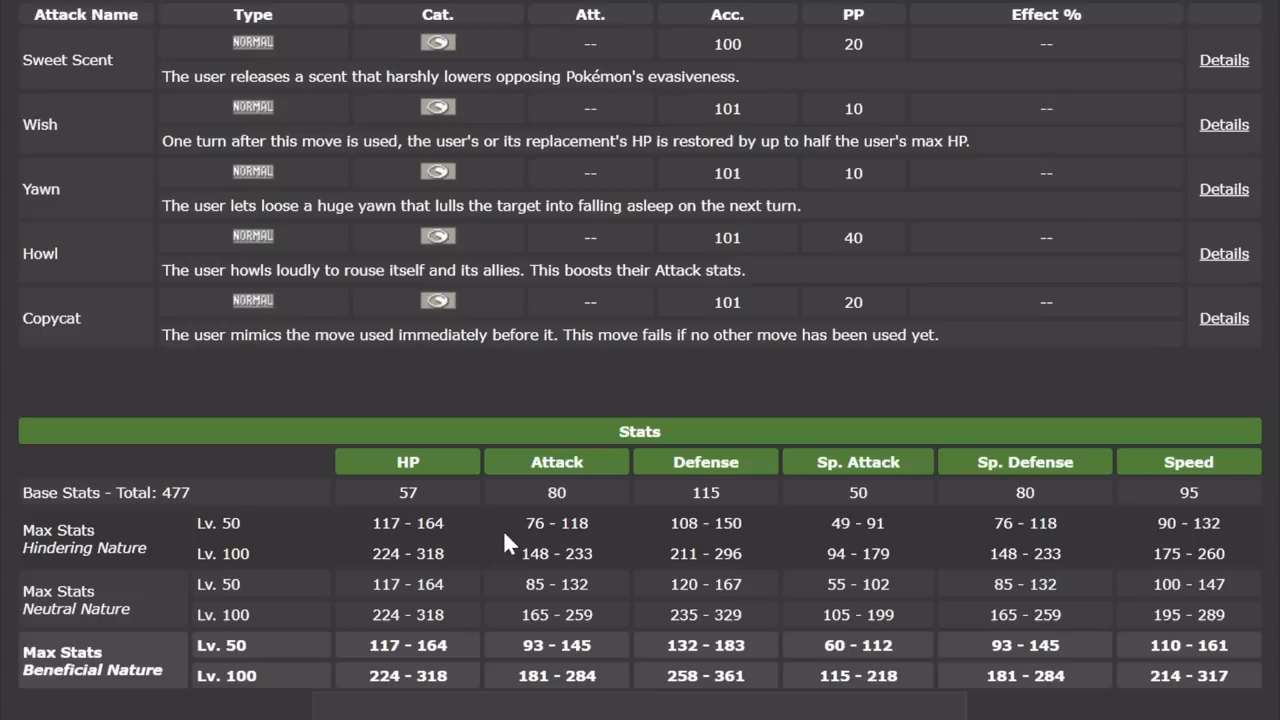 Attack Name Type Cat. Att. Acc. PP Effect %
Sweet Scent NORMAL -- 100 20 -- Details
The user releases a scent that harshly lowers opposing Pokémon's evasiveness.
Wish NORMAL -- 101 10 -- Details
One turn after this move is used, the user's or its replacement's HP is restored by up to half the user's max HP.
Yawn NORMAL -- 101 10 -- Details
The user lets loose a huge yawn that lulls the target into falling asleep on the next turn.
Howl NORMAL -- 101 40 -- Details
The user howls loudly to rouse itself and its allies. This boosts their Attack stats.
Copycat NORMAL -- 101 20 -- Details
The user mimics the move used immediately before it. This move fails if no other move has been used yet.
Stats
HP Attack Defense Sp. Attack Sp. Defense Speed
Base Stats - Total: 477 57 80 115 50 80 95
Max Stats
Hindering Nature
Lv. 50 117 - 164 76 - 118 108 - 150 49 - 91 76 - 118 90 - 132
Lv. 100 224 - 318 148 - 233 211 - 296 94 - 179 148 - 233 175 - 260
Max Stats
Neutral Nature
Lv. 50 117 - 164 85 - 132 120 - 167 55 - 102 85 - 132 100 - 147
Lv. 100 224 - 318 165 - 259 235 - 329 105 - 199 165 - 259 195 - 289
Max Stats
Beneficial Nature
Lv. 50 117 - 164 93 - 145 132 - 183 60 - 112 93 - 145 110 - 161
Lv. 100 224 - 318 181 - 284 258 - 361 115 - 218 181 - 284 214 - 317